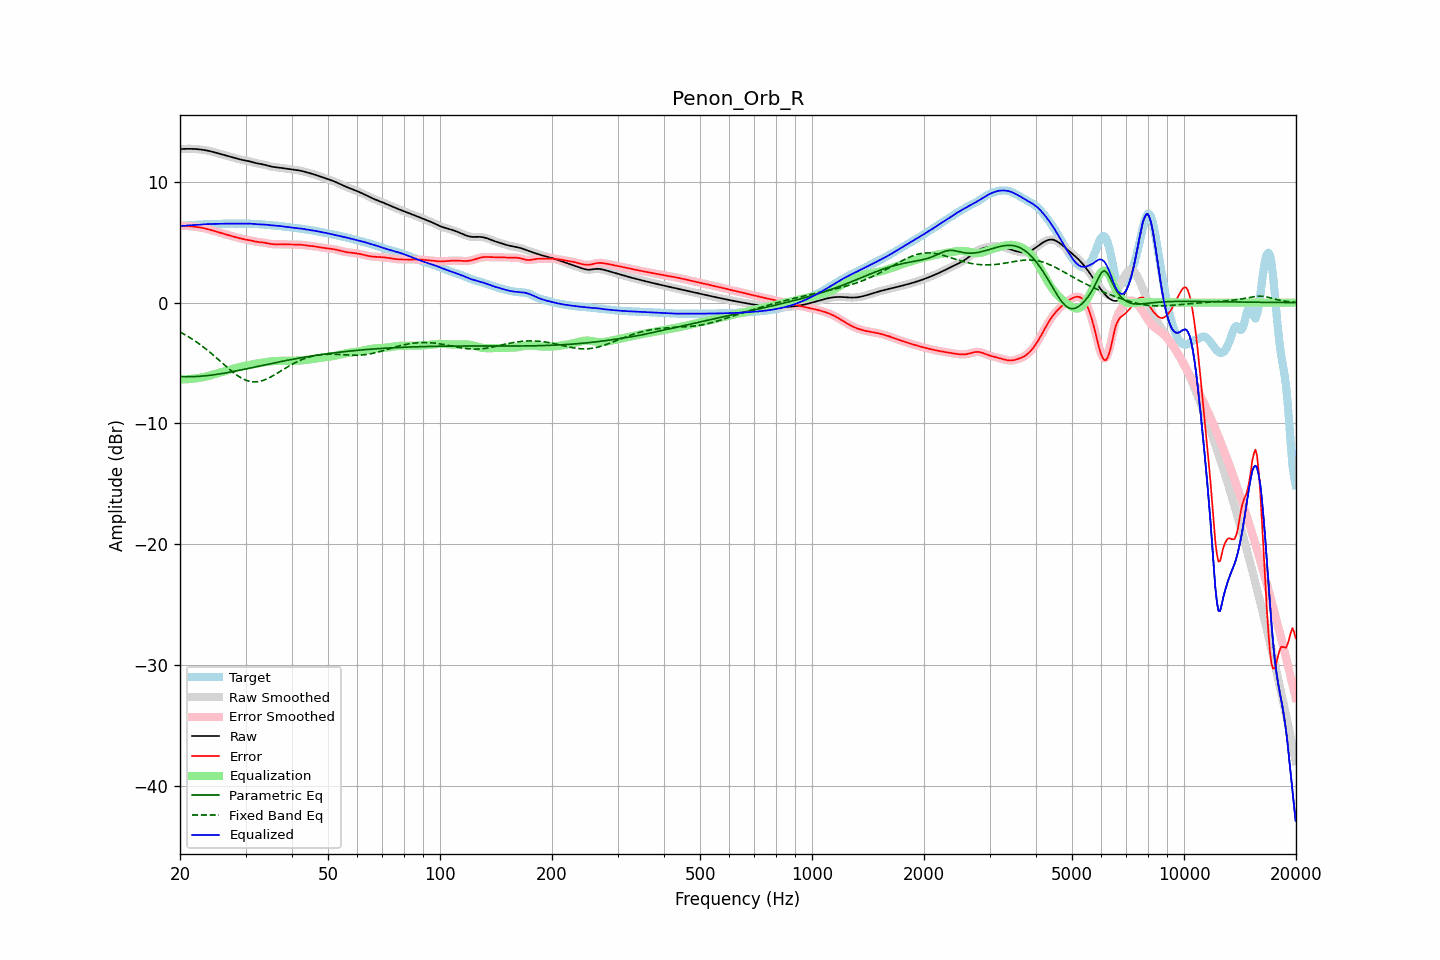 Penon_Orb_R
Amplitude (dBr)
10
0
−10
−20
−30
−40
Target
Raw Smoothed
Error Smoothed
Raw
Error
Equalization
Parametric Eq
Fixed Band Eq
Equalized
20 50 100 200 500 1000 2000 5000 10000 20000
Frequency (Hz)